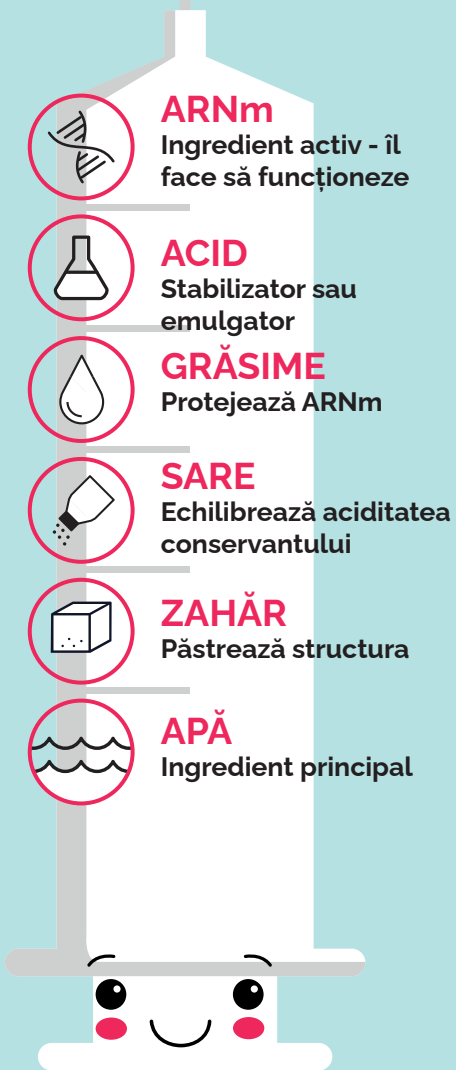 ARNm
Ingredient activ - îl
face să funcționeze
ACID
Stabilizator sau
emulgator
GRĂSIME
Protejează ARNm
SARE
Echilibrează aciditatea
conservantului
ZAHĂR
Păstrează structura
APĂ
Ingredient principal